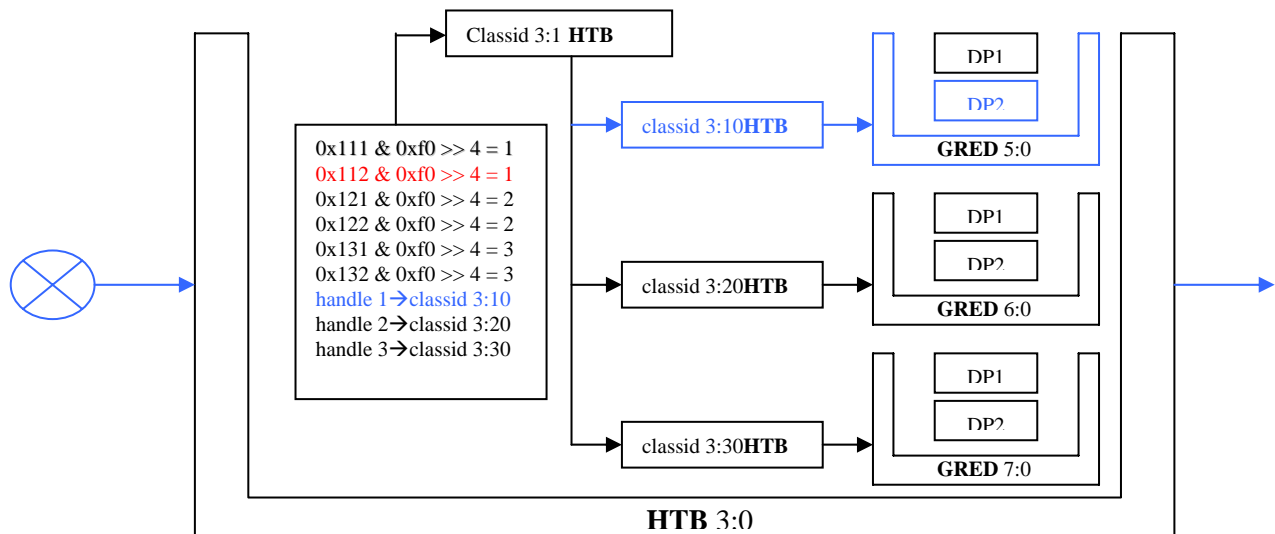 Classid 3:1 HTB
0x111 & 0xf0 >> 4 = 1
0x112 & 0xf0 >> 4 = 1
0x121 & 0xf0 >> 4 = 2
0x122 & 0xf0 >> 4 = 2
0x131 & 0xf0 >> 4 = 3
0x132 & 0xf0 >> 4 = 3
handle 1→classid 3:10
handle 2→classid 3:20
handle 3→classid 3:30
classid 3:10HTB
DP1
DP2
GRED 5:0
classid 3:20HTB
DP1
DP2
GRED 6:0
classid 3:30HTB
DP1
DP2
GRED 7:0
HTB 3:0